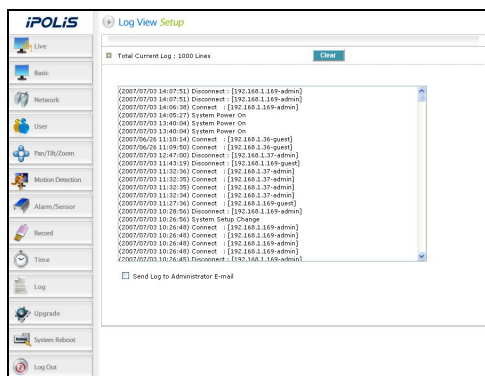 iPOLiS
Log View Setup
Live
Basic
Network
User
Pan/Tilt/Zoom
Motion Detection
Alarm/Sensor
Record
Time
Log
Upgrade
System Reboot
Log Out
Total Current Log : 1000 Lines
Clear
(2007/07/03 14:07:51) Disconnect : [192.168.1.169-admin]
(2007/07/03 14:07:51) Disconnect : [192.168.1.169-admin]
(2007/07/03 14:06:38) Connect : [192.168.1.169-admin]
(2007/07/03 14:05:27) System Power On
(2007/07/03 13:40:04) System Power On
(2007/07/03 13:40:04) System Power On
(2007/06/26 11:10:14) Connect : [192.168.1.36-guest]
(2007/06/26 11:09:50) Connect : [192.168.1.36-guest]
(2007/07/03 12:47:00) Disconnect : [192.168.1.37-admin]
(2007/07/03 11:43:19) Disconnect : [192.168.1.169-guest]
(2007/07/03 11:32:36) Connect : [192.168.1.37-admin]
(2007/07/03 11:32:35) Connect : [192.168.1.37-admin]
(2007/07/03 11:32:35) Connect : [192.168.1.37-admin]
(2007/07/03 11:32:34) Connect : [192.168.1.37-admin]
(2007/07/03 11:27:36) Connect : [192.168.1.169-guest]
(2007/07/03 10:28:56) Disconnect : [192.168.1.169-admin]
(2007/07/03 10:26:56) System Setup Change
(2007/07/03 10:26:48) Connect : [192.168.1.169-admin]
(2007/07/03 10:26:48) Connect : [192.168.1.169-admin]
(2007/07/03 10:26:48) Connect : [192.168.1.169-admin]
(2007/07/03 10:26:48) Connect : [192.168.1.169-admin]
(2007/07/03 10:26:45) Disconnect : [192.168.1.169-admin]
Send Log to Administrator E-mail